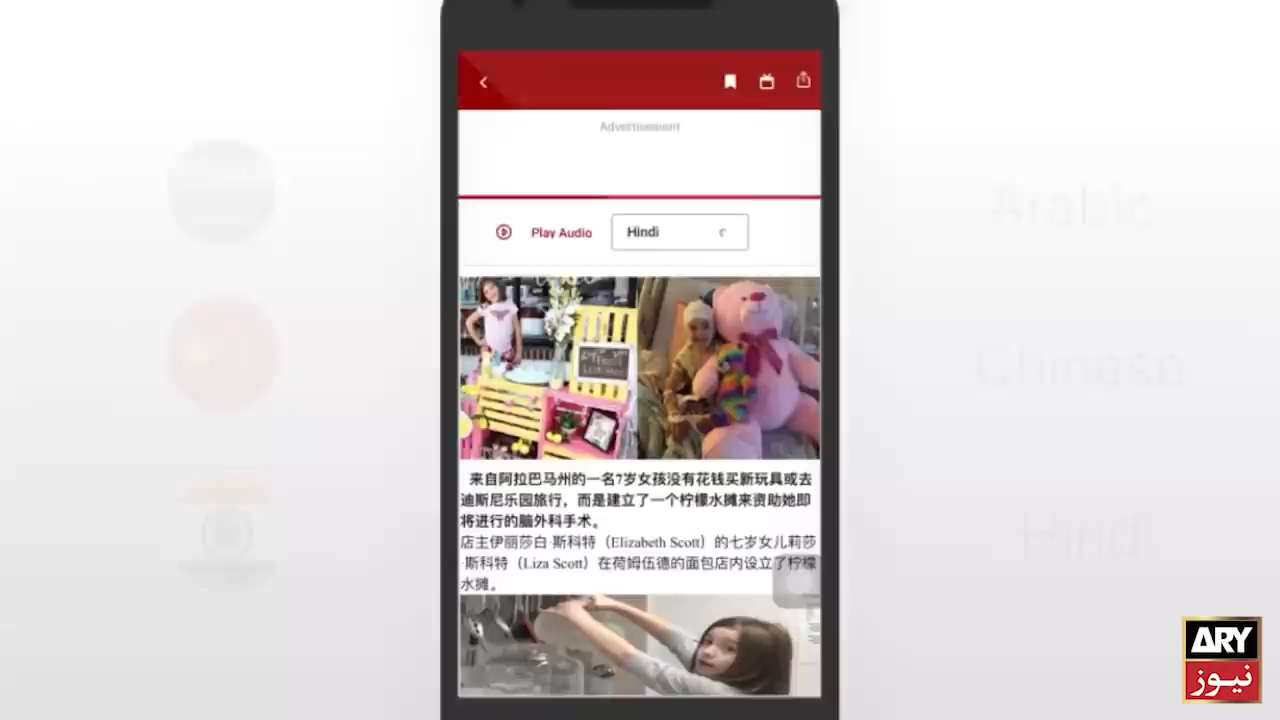 Advertisement
Play Audio
Hindi
Arabic
Chinese
Hindi
来自阿拉巴马州的一名7岁女孩没有花钱买新玩具或去
迪斯尼乐园旅行，而是建立了一个柠檬水摊来资助她即
将进行的脑外科手术。
店主伊丽莎白·斯科特（Elizabeth Scott）的七岁女儿莉莎
·斯科特（Liza Scott）在荷姆伍德的面包店内设立了柠檬
水摊。
ARY
نیوز